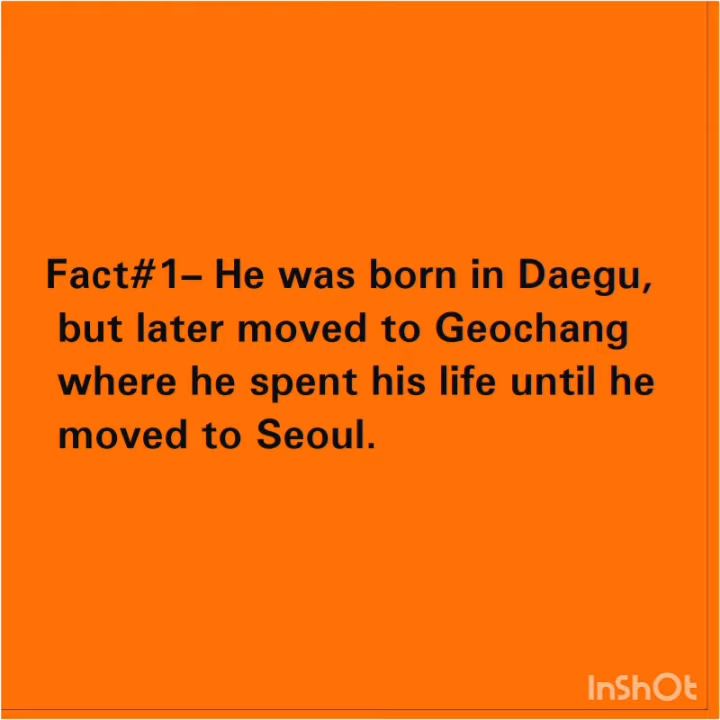 Fact#1– He was born in Daegu,
but later moved to Geochang
where he spent his life until he
moved to Seoul.
InShOt